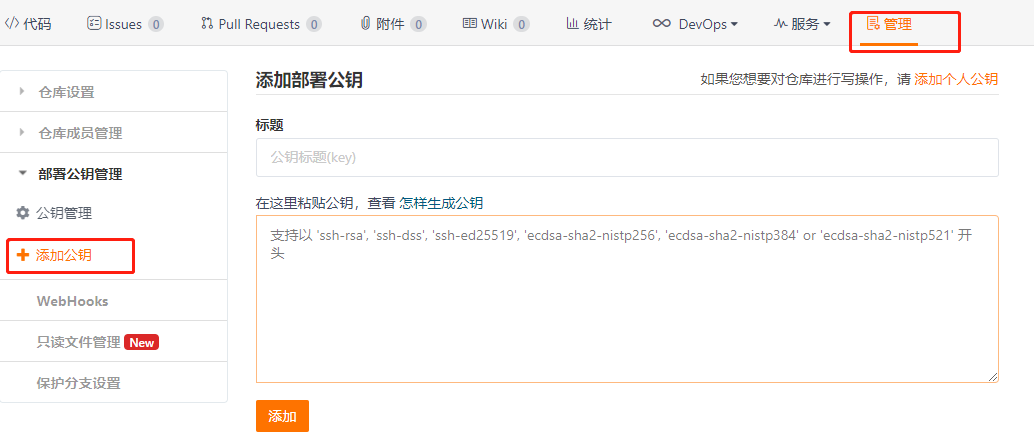 代码 Issues 0 Pull Requests 0 附件 0 Wiki 0 统计 DevOps 服务 管理
仓库设置
仓库成员管理
部署公钥管理
公钥管理
添加公钥
WebHooks
只读文件管理 New
保护分支设置
添加部署公钥 如果您想要对仓库进行写操作，请 添加个人公钥
标题
公钥标题(key)
在这里粘贴公钥，查看 怎样生成公钥
支持以 'ssh-rsa', 'ssh-dss', 'ssh-ed25519', 'ecdsa-sha2-nistp256', 'ecdsa-sha2-nistp384' or 'ecdsa-sha2-nistp521' 开
头
添加